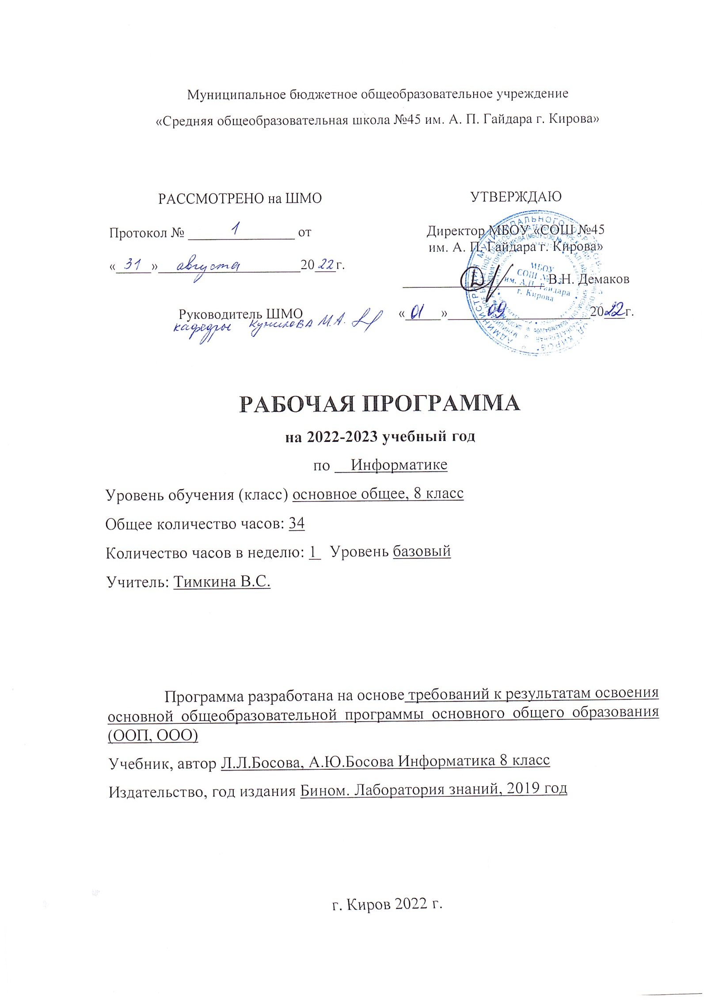 Муниципальное бюджетное общеобразовательное учреждение
«Средняя общеобразовательная школа №45 им. А. П. Гайдара г. Кирова»
РАССМОТРЕНО на ШМО
Протокол № 1 от
«31» августа 2022г.
Руководитель ШМО
кафедры М.А.
УТВЕРЖДАЮ
Директор МБОУ «СОШ №45
им. А. П. Гайдара г. Кирова»
В.Н. Демаков
«01» 09 2022г.
МБОУ
СОШ № 45
им. А.П. Гайдара
г. Кирова
РАБОЧАЯ ПРОГРАММА
на 2022-2023 учебный год
по Информатике
Уровень обучения (класс) основное общее, 8 класс
Общее количество часов: 34
Количество часов в неделю: 1 Уровень базовый
Учитель: Тимкина В.С.
Программа разработана на основе требований к результатам освоения
основной общеобразовательной программы основного общего образования
(ООП, ООО)
Учебник, автор Л.Л.Босова, А.Ю.Босова Информатика 8 класс
Издательство, год издания Бином. Лаборатория знаний, 2019 год
г. Киров 2022 г.